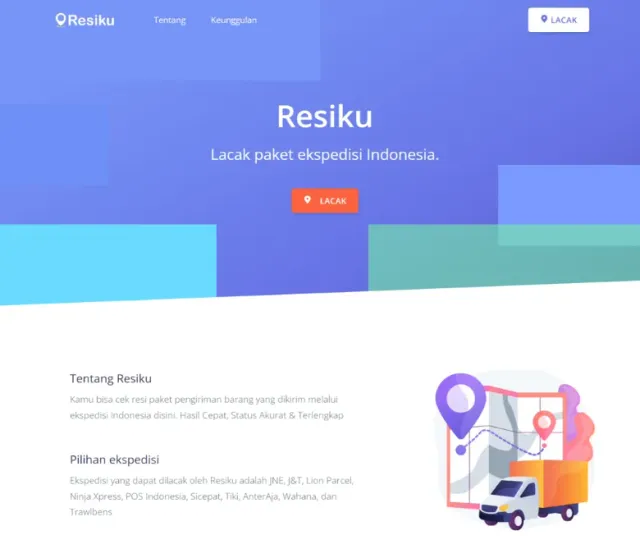 Resiku
Tentang
Keunggulan
LACAK
Resiku
Lacak paket ekspedisi Indonesia.
LACAK
Tentang Resiku
Kamu bisa cek resi paket pengiriman barang yang dikirim melalui
ekspedisi Indonesia disini. Hasil Cepat, Status Akurat & Terlengkap
Pilihan ekspedisi
Ekspedisi yang dapat dilacak oleh Resiku adalah JNE, J&T, Lion Parcel,
Ninja Xpress, POS Indonesia, Sicepat, Tiki, AnterAja, Wahana, dan
Trawlbens